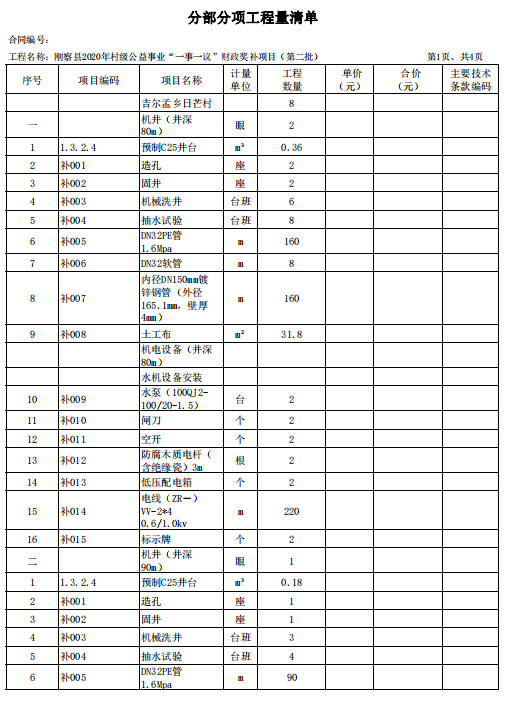 分部分项工程量清单
合同编号：
工程名称：刚察县2020年村级公益事业“一事一议”财政奖补项目（第二批） 第1页、共4页
序号 项目编码 项目名称 计量单位 工程数量 单价（元） 合价（元） 主要技术条款编码
吉尔孟乡日芒村 8
一 机井（井深80m） 眼 2
1 1.3.2.4 预制C25井台 m³ 0.36
2 补001 造孔 座 2
3 补002 固井 座 2
4 补003 机械洗井 台班 6
5 补004 抽水试验 台班 8
6 补005 DN32PE管1.6Mpa m 160
7 补006 DN32软管 m 8
8 补007 内径DN150mm镀锌钢管（外径165.1mm，壁厚4mm） m 160
9 补008 土工布 m² 31.8
机电设备（井深80m）
水机设备安装
10 补009 水泵（100QJ2-100/20-1.5） 台 2
11 补010 闸刀 个 2
12 补011 空开 个 2
13 补012 防腐木质电杆（含绝缘瓷）3m 根 2
14 补013 低压配电箱 个 2
15 补014 电线（ZR－）VV-2*4 0.6/1.0kv m 220
16 补015 标示牌 个 2
二 机井（井深90m） 眼 1
1 1.3.2.4 预制C25井台 m³ 0.18
2 补001 造孔 座 1
3 补002 固井 座 1
4 补003 机械洗井 台班 3
5 补004 抽水试验 台班 4
6 补005 DN32PE管1.6Mpa m 90